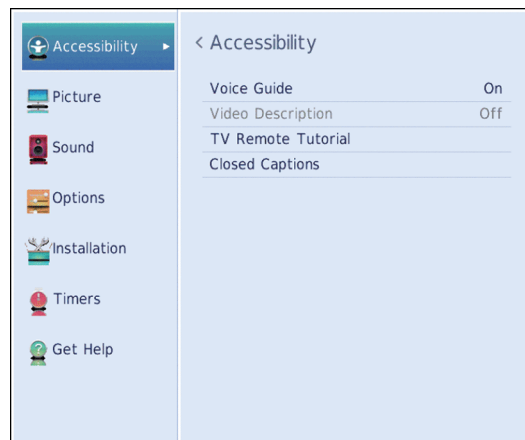 Accessibility
Picture
Sound
Options
Installation
Timers
Get Help
< Accessibility
Voice Guide On
Video Description Off
TV Remote Tutorial
Closed Captions